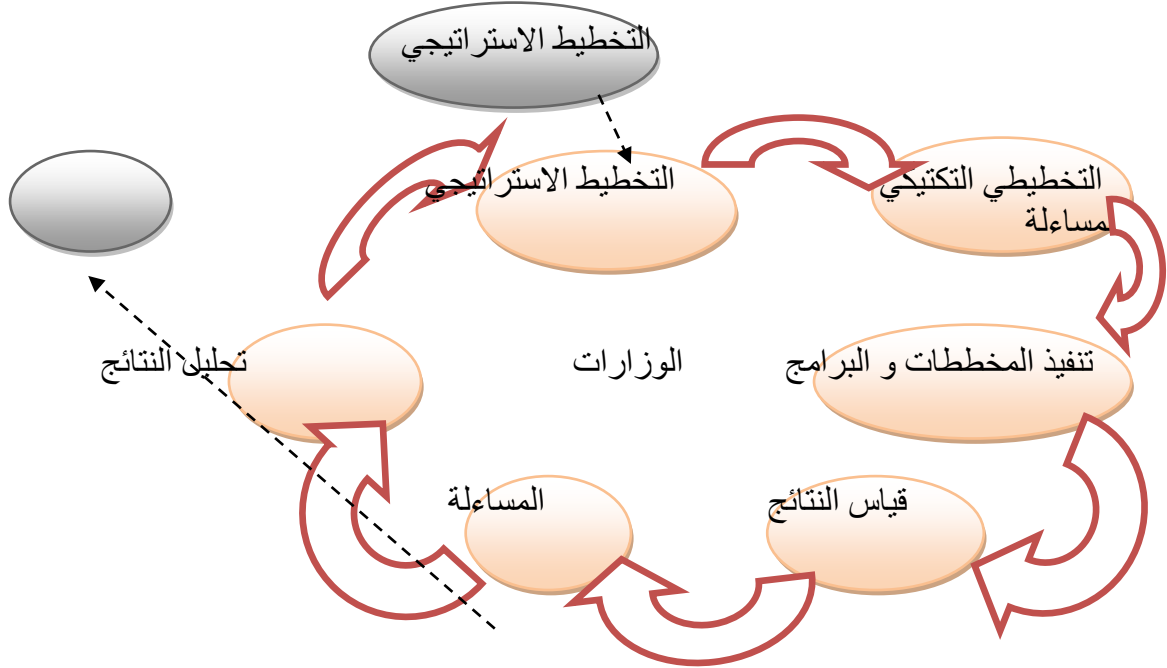 التخطيط الاستراتيجي
التخطيط الاستراتيجي
التخطيطي التكتيكي
مساءلة
تنفيذ المخططات و البرامج
الوزارات
تحليل النتائج
قياس النتائج
المساءلة